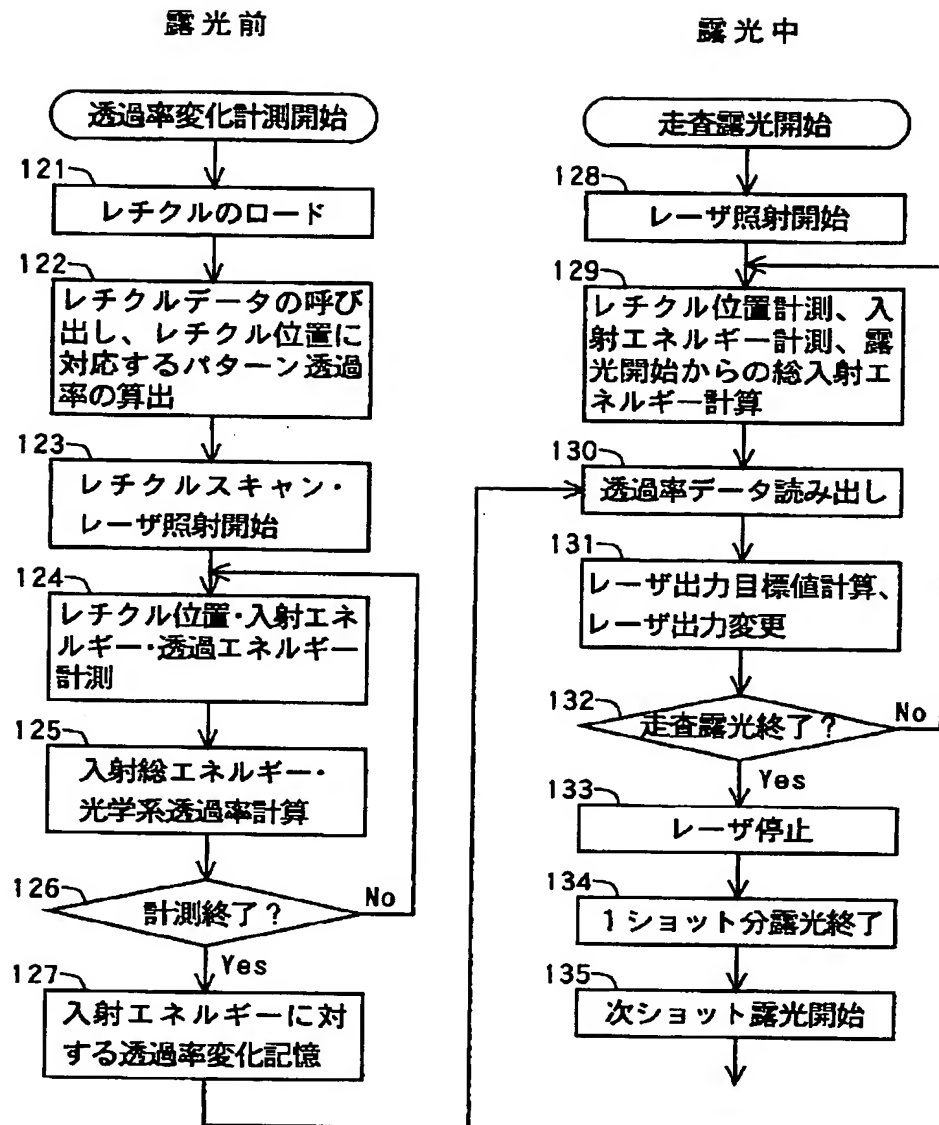 露光前
透過率変化計測開始
121
レチクルのロード
122
レチクルデータの呼び
出し、レチクル位置に
対応するパターン透過
率の算出
123
レチクルスキャン・
レーザ照射開始
124
レチクル位置・入射エネ
ルギー・透過エネルギー
計測
125
入射総エネルギー・
光学系透過率計算
126
計測終了？
No
Yes
127
入射エネルギーに対
する透過率変化記憶
露光中
走査露光開始
128
レーザ照射開始
129
レチクル位置計測、入
射エネルギー計測、露
光開始からの総入射エ
ネルギー計算
130
透過率データ読み出し
131
レーザ出力目標値計算、
レーザ出力変更
132
走査露光終了？
No
Yes
133
レーザ停止
134
1ショット分露光終了
135
次ショット露光開始